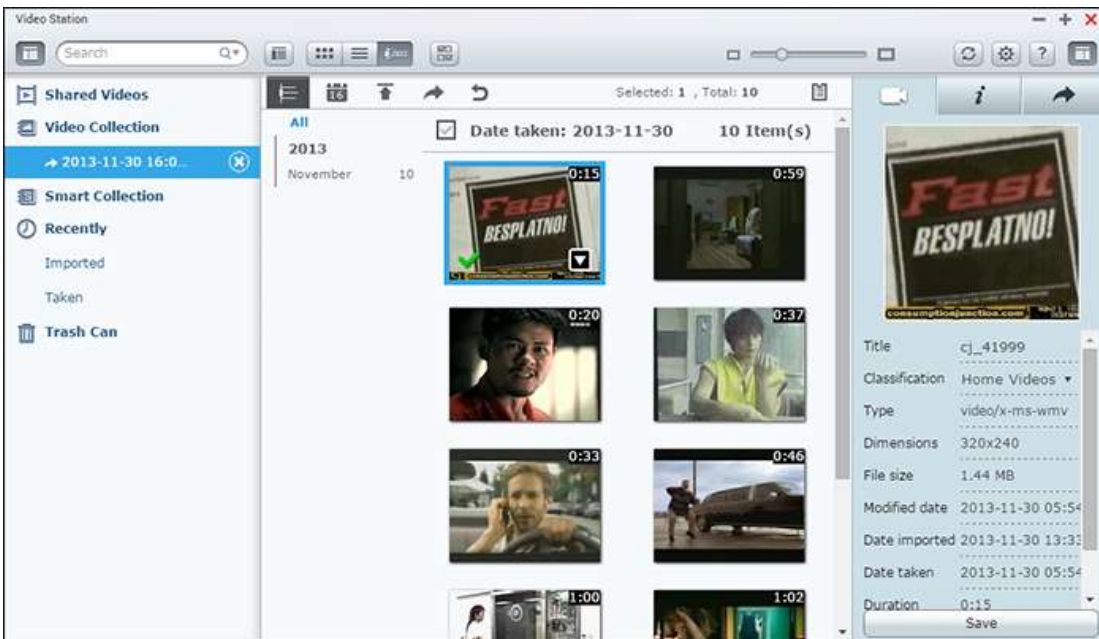 Video Station
Search
Selected: 1 , Total: 10
Shared Videos
Video Collection
2013-11-30 16:0...
Smart Collection
Recently
Imported
Taken
Trash Can
16
All
2013
November 10
Date taken: 2013-11-30 10 Item(s)
0:15
Fast
BESPLATNO!
0:59
0:20
0:37
0:33
0:46
1:00
1:02
i
Fast
BESPLATNO!
consumptionjunction.com
Title cj_41999
Classification Home Videos
Type video/x-ms-wmv
Dimensions 320x240
File size 1.44 MB
Modified date 2013-11-30 05:54
Date imported 2013-11-30 13:33
Date taken 2013-11-30 05:54
Duration 0:15
Save